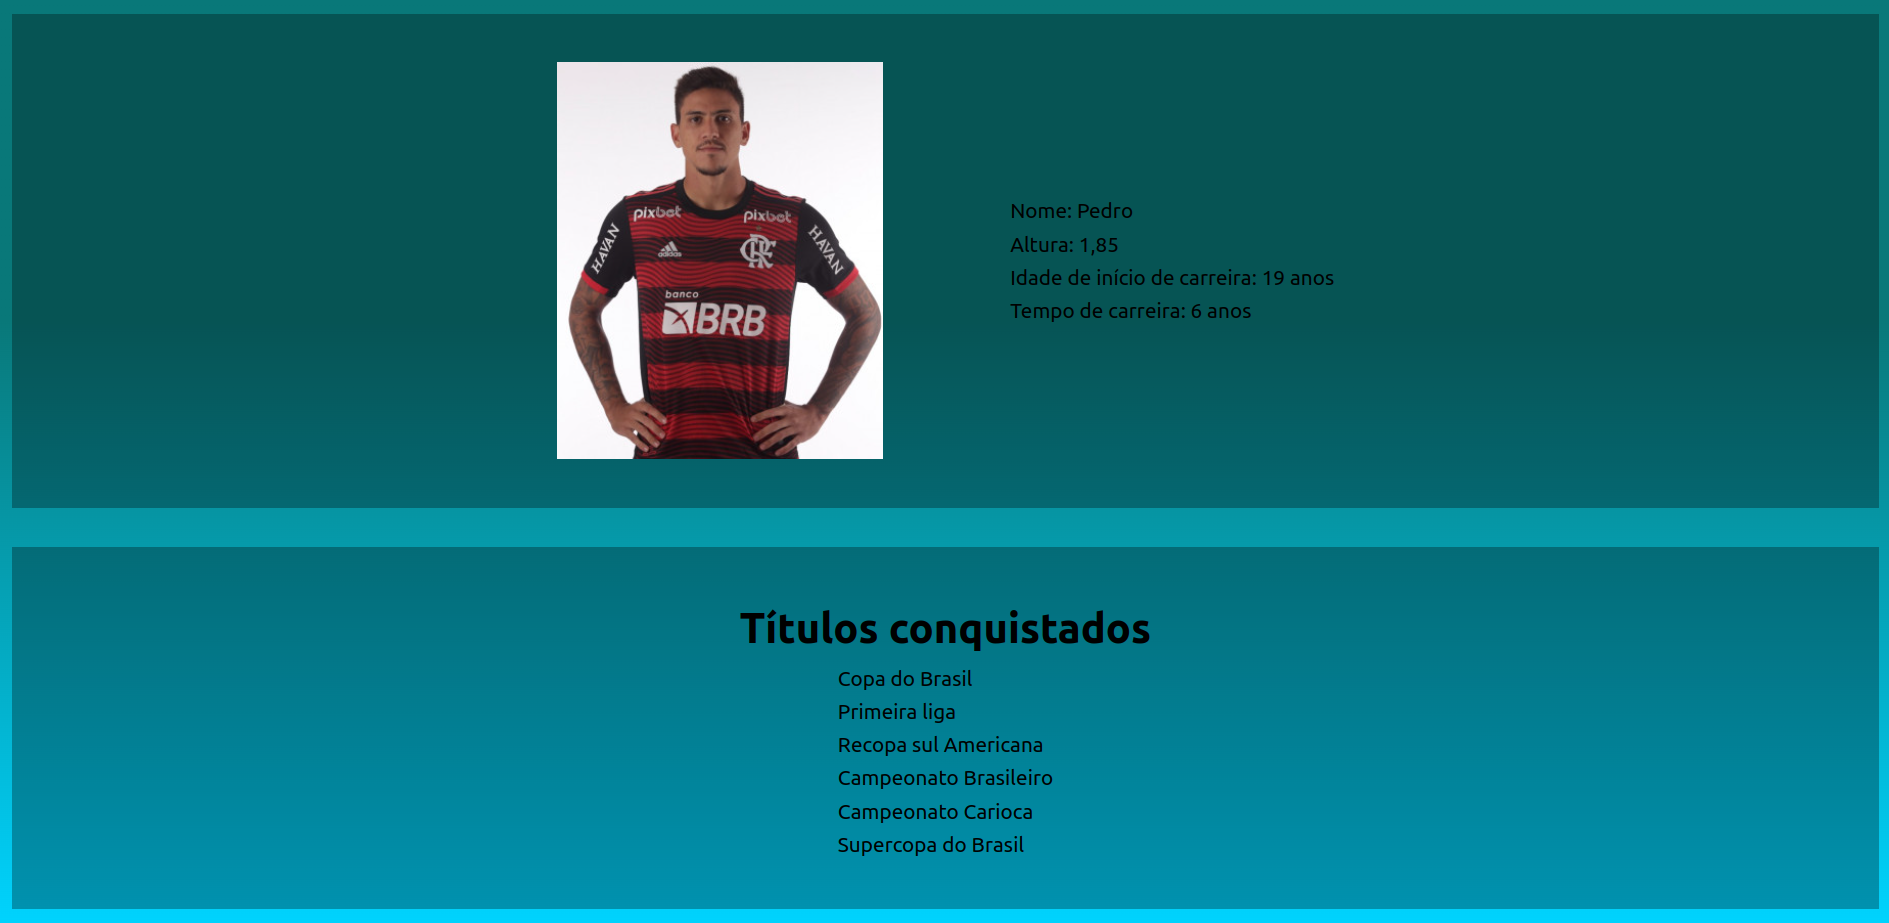 pixbet pixbet
HAVAN HAVAN
adidas CRF
banco
BRB
Nome: Pedro
Altura: 1,85
Idade de início de carreira: 19 anos
Tempo de carreira: 6 anos
Títulos conquistados
Copa do Brasil
Primeira liga
Recopa sul Americana
Campeonato Brasileiro
Campeonato Carioca
Supercopa do Brasil